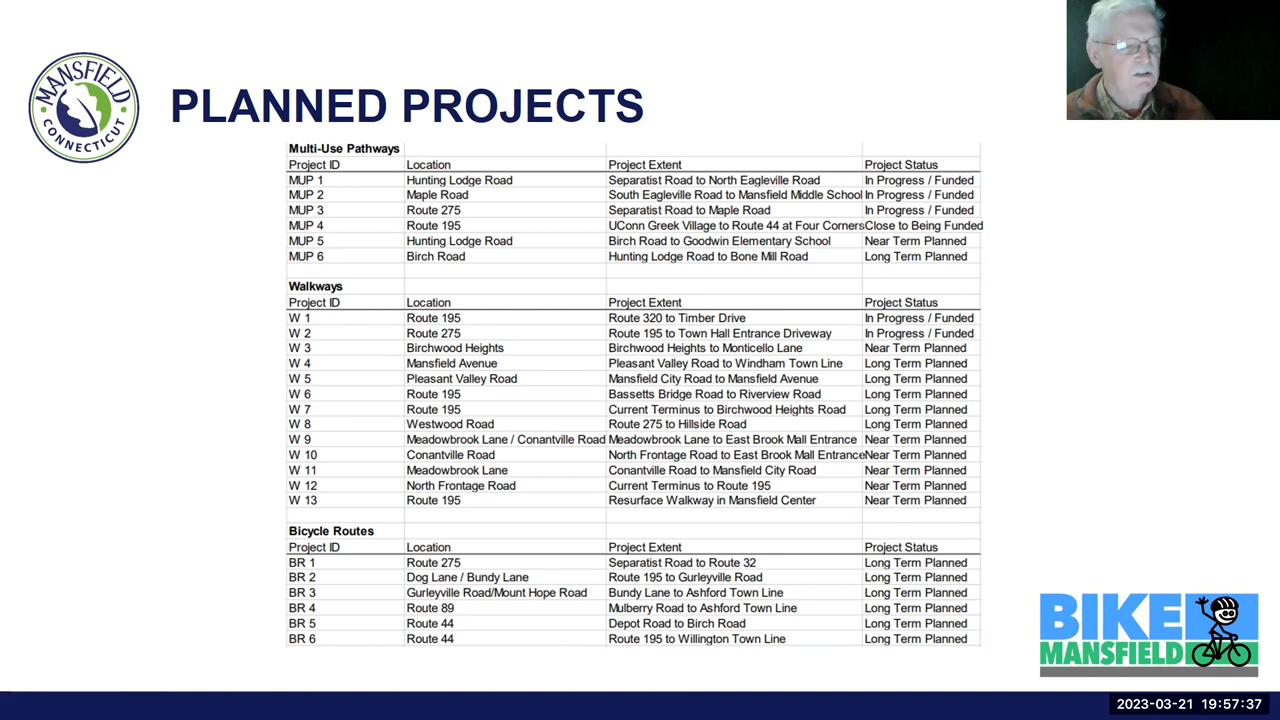 MANSFIELD
CONNECTICUT
PLANNED PROJECTS
Multi-Use Pathways
Project ID Location Project Extent Project Status
MUP 1 Hunting Lodge Road Separatist Road to North Eagleville Road In Progress / Funded
MUP 2 Maple Road South Eagleville Road to Mansfield Middle School In Progress / Funded
MUP 3 Route 275 Separatist Road to Maple Road In Progress / Funded
MUP 4 Route 195 UConn Greek Village to Route 44 at Four Corners Close to Being Funded
MUP 5 Hunting Lodge Road Birch Road to Goodwin Elementary School Near Term Planned
MUP 6 Birch Road Hunting Lodge Road to Bone Mill Road Long Term Planned
Walkways
Project ID Location Project Extent Project Status
W 1 Route 195 Route 320 to Timber Drive In Progress / Funded
W 2 Route 275 Route 195 to Town Hall Entrance Driveway In Progress / Funded
W 3 Birchwood Heights Birchwood Heights to Monticello Lane Near Term Planned
W 4 Mansfield Avenue Pleasant Valley Road to Windham Town Line Long Term Planned
W 5 Pleasant Valley Road Mansfield City Road to Mansfield Avenue Long Term Planned
W 6 Route 195 Bassetts Bridge Road to Riverview Road Long Term Planned
W 7 Route 195 Current Terminus to Birchwood Heights Road Long Term Planned
W 8 Westwood Road Route 275 to Hillside Road Long Term Planned
W 9 Meadowbrook Lane / Conantville Road Meadowbrook Lane to East Brook Mall Entrance Near Term Planned
W 10 Conantville Road North Frontage Road to East Brook Mall Entrance Near Term Planned
W 11 Meadowbrook Lane Conantville Road to Mansfield City Road Near Term Planned
W 12 North Frontage Road Current Terminus to Route 195 Near Term Planned
W 13 Route 195 Resurface Walkway in Mansfield Center Near Term Planned
Bicycle Routes
Project ID Location Project Extent Project Status
BR 1 Route 275 Separatist Road to Route 32 Long Term Planned
BR 2 Dog Lane / Bundy Lane Route 195 to Gurleyville Road Long Term Planned
BR 3 Gurleyville Road/Mount Hope Road Bundy Lane to Ashford Town Line Long Term Planned
BR 4 Route 89 Mulberry Road to Ashford Town Line Long Term Planned
BR 5 Route 44 Depot Road to Birch Road Long Term Planned
BR 6 Route 44 Route 195 to Willington Town Line Long Term Planned
BIKE
MANSFIELD
2023-03-21 19:57:37